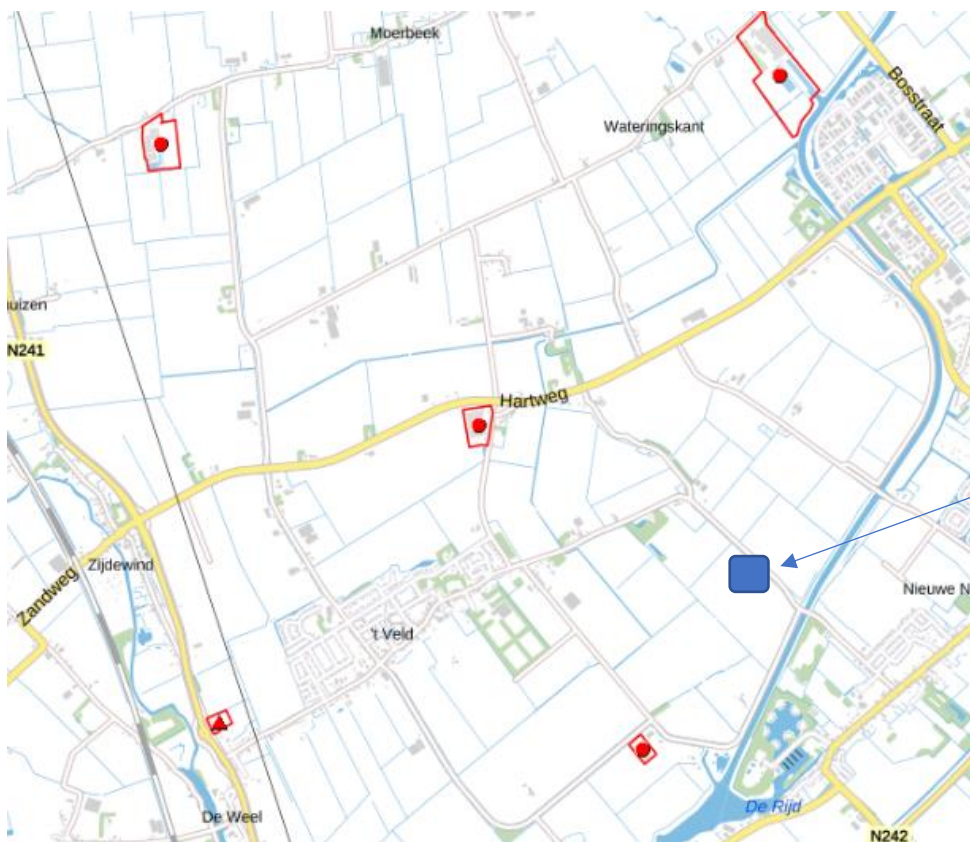 Moerbeek
Bosstraat
Wateringskant
uizen
N241
Hartweg
Zijdewind
Zandweg
Nieuwe N
't Veld
De Weel
De Rijd
N242